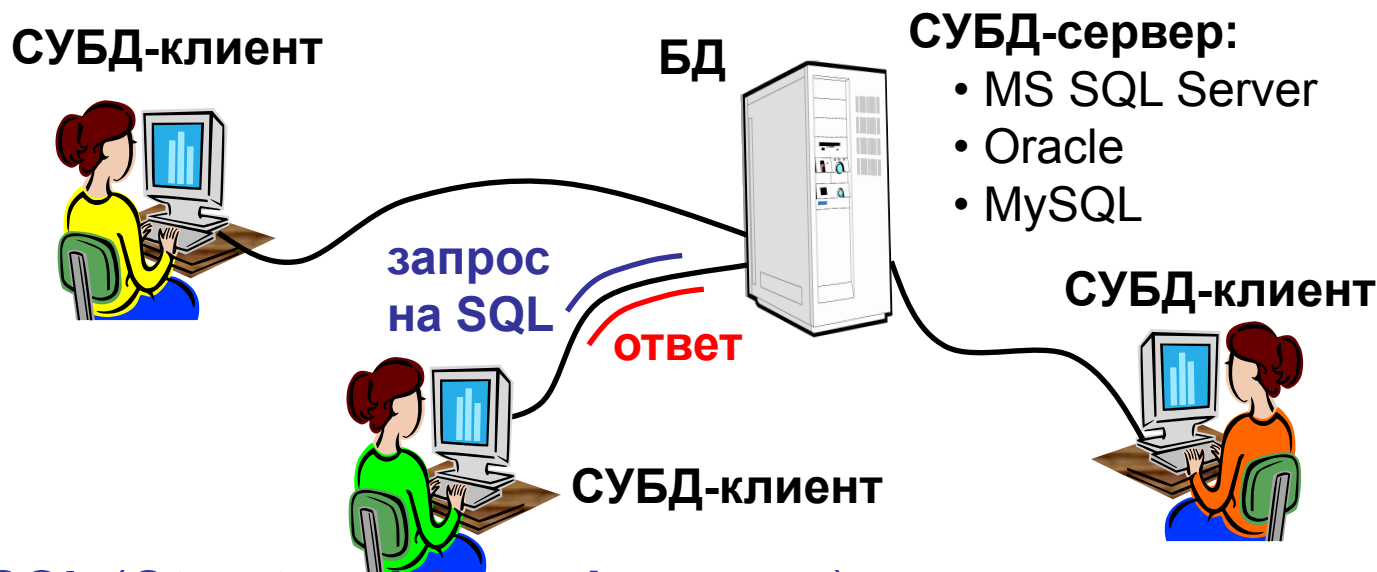 СУБД-клиент
БД
СУБД-сервер:
• MS SQL Server
• Oracle
• MySQL
запрос
на SQL
ответ
СУБД-клиент
СУБД-клиент